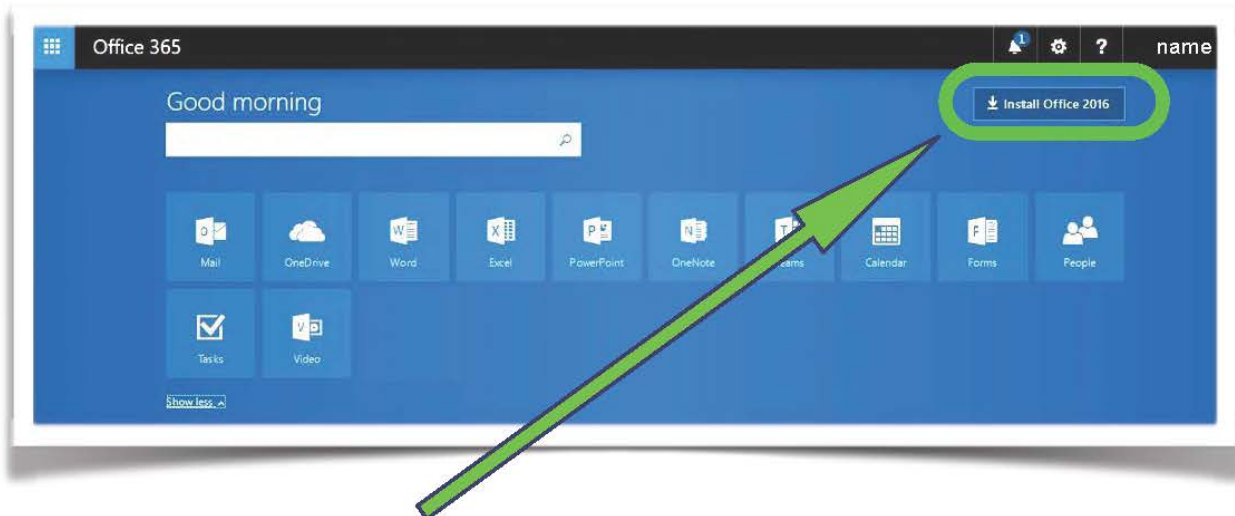 Office 365
1
?
name
Good morning
Install Office 2016
Mail
OneDrive
Word
Excel
PowerPoint
OneNote
Calendar
Forms
People
Tasks
Video
Show less